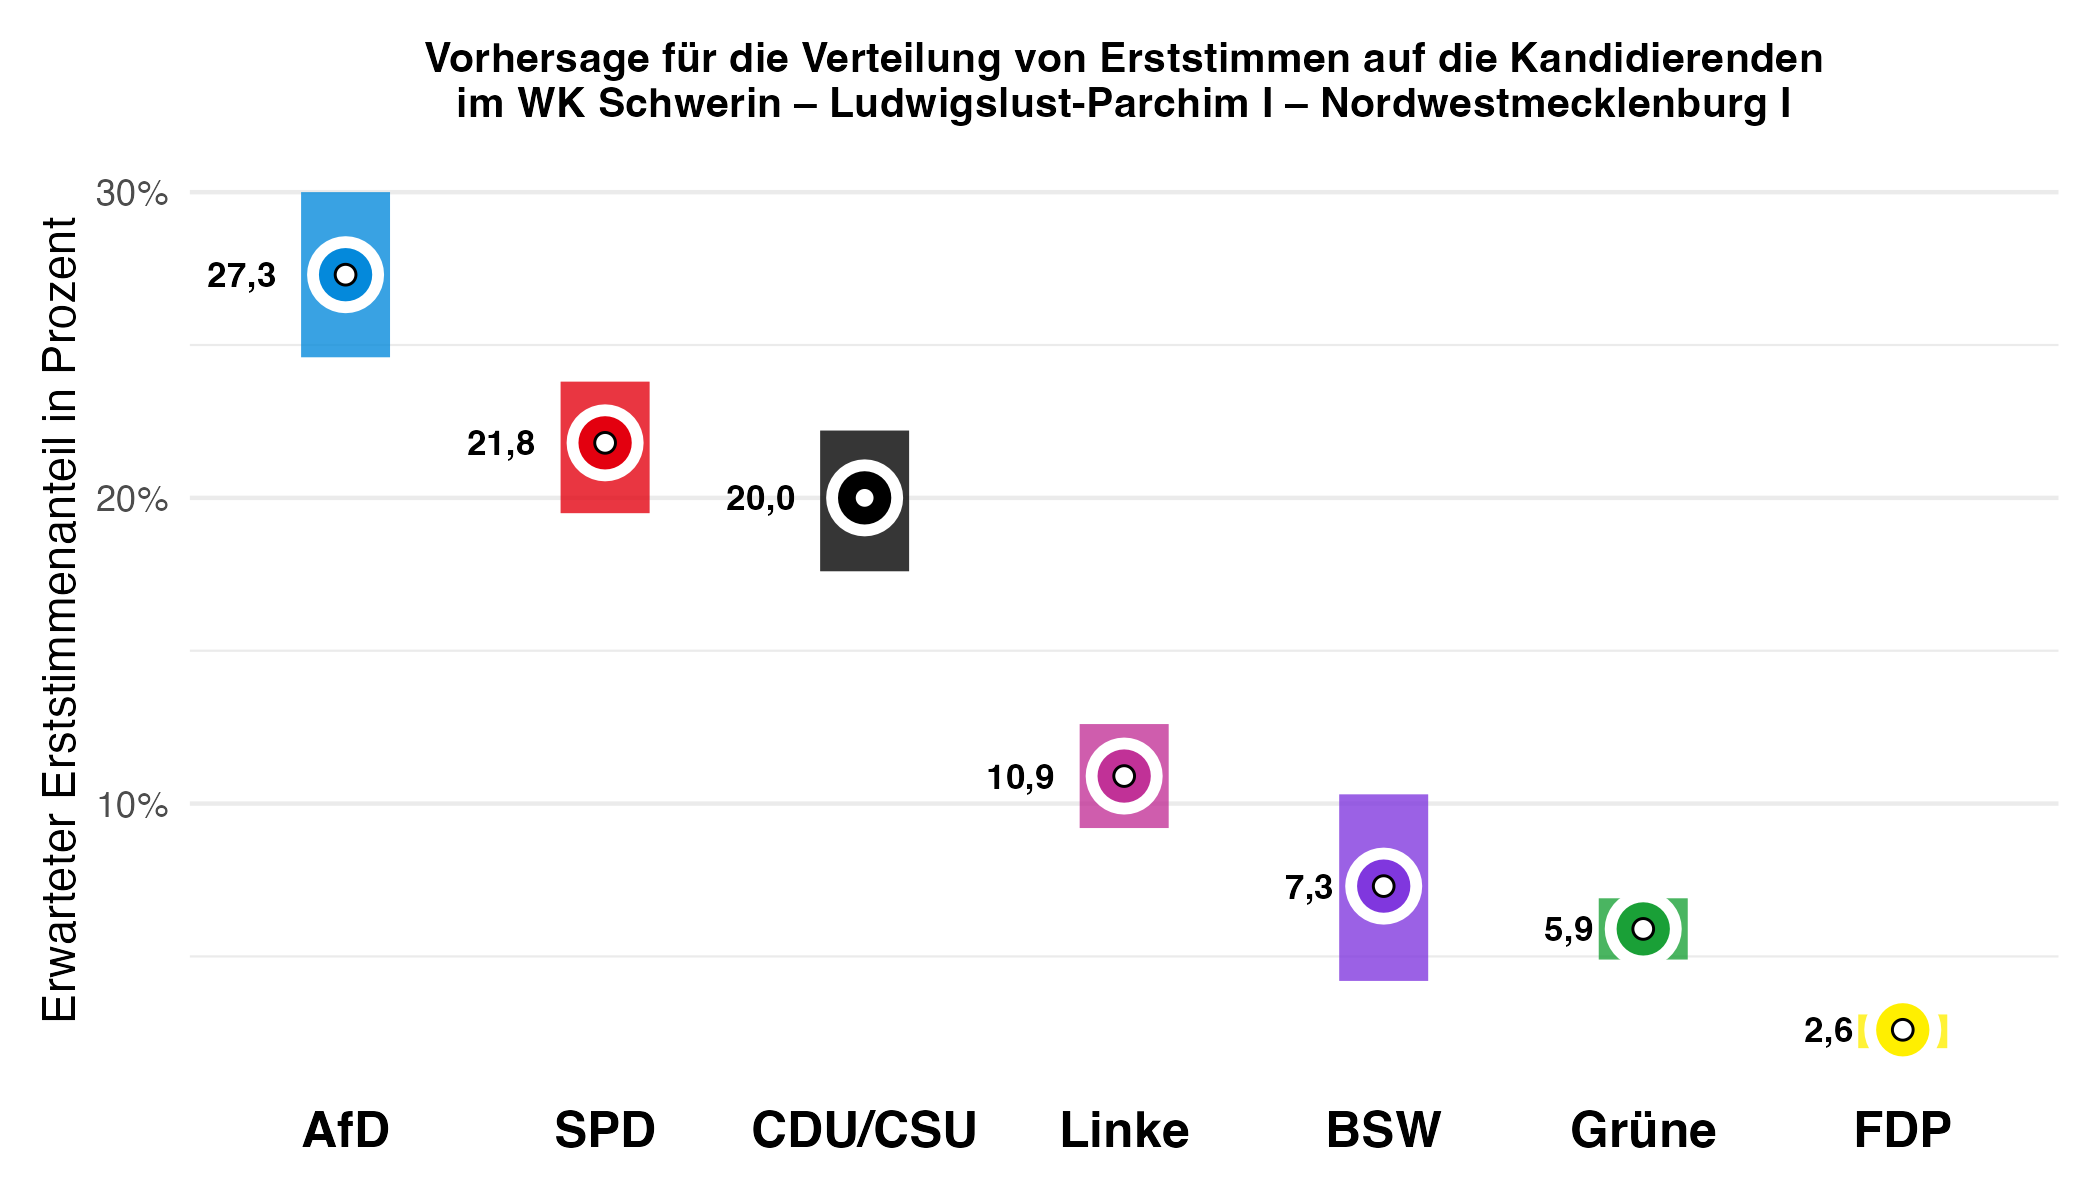 Vorhersage für die Verteilung von Erststimmen auf die Kandidierenden
im WK Schwerin – Ludwigslust-Parchim I – Nordwestmecklenburg I
Erwarteter Erststimmenanteil in Prozent
30%
20%
10%
27,3
21,8
20,0
10,9
7,3
5,9
2,6
AfD
SPD
CDU/CSU
Linke
BSW
Grüne
FDP